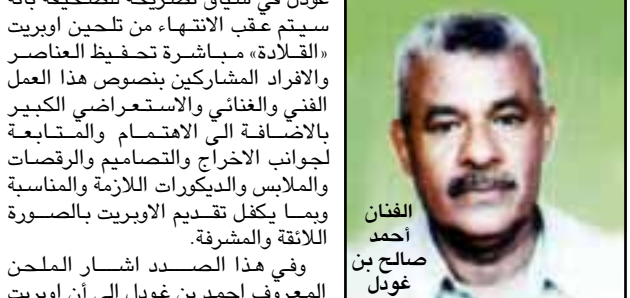 غودل في سياق تصريحه للصحيفة بأنه
سيتم عقب الانتهاء من تلحين اوبريت
«القلادة» مباشرة تحفيظ العناصر
والافراد المشاركين بنصوص هذا العمل
الفني والغنائي والاستعراضي الكبير
بالاضافة الى الاهتمام والمتابعة
لجوانب الاخراج والتصاميم والرقصات
والملابس والديكورات اللازمة والمناسبة
وبما يكفل تقديم الاوبريت بالصورة
اللائقة والمشرفة.
وفي هذا الصدد اشار الملحن
المعروف احمد بن غودل الى أن اوبريت
الفنان
أحمد
صالح بن
غودل